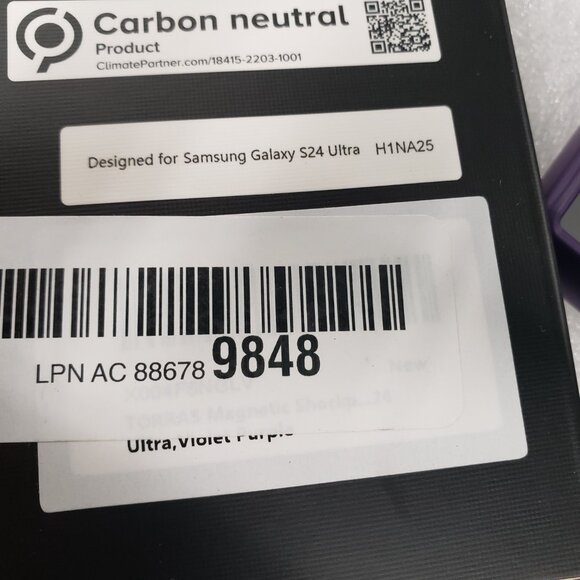 Carbon neutral
Product
ClimatePartner.com/18415-2203-1001
Designed for Samsung Galaxy S24 Ultra H1NA25
LPN AC 88678 9848
New
TORRAS Magnetic Shockp...24
Ultra,Violet Purple